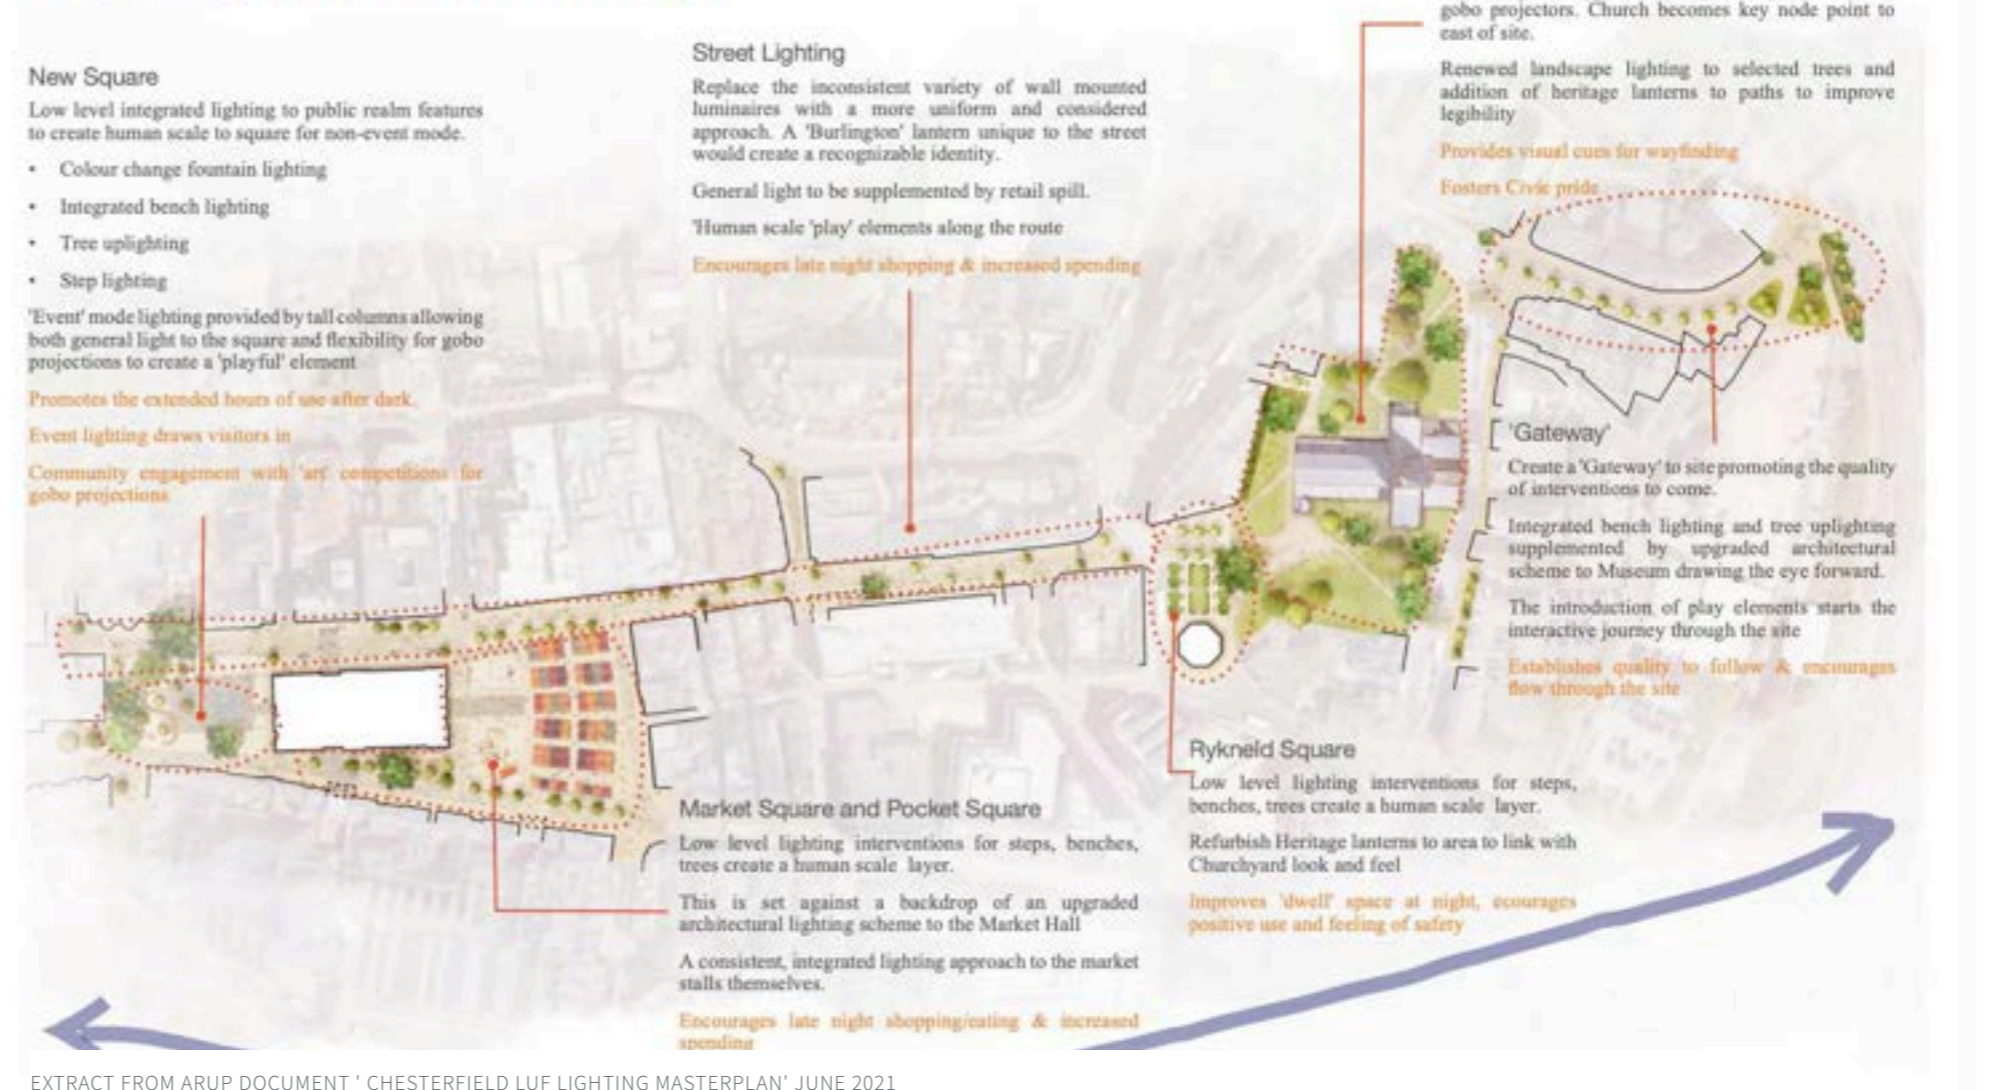 New Square
Low level integrated lighting to public realm features
to create human scale to square for non-event mode.
• Colour change fountain lighting
• Integrated bench lighting
• Tree uplighting
• Step lighting
'Event' mode lighting provided by tall columns allowing
both general light to the square and flexibility for gobo
projections to create a 'playful' element
Promotes the extended hours of use after dark.
Event lighting draws visitors in
Community engagement with 'art' competitions for
gobo projections
Street Lighting
Replace the inconsistent variety of wall mounted
luminaires with a more uniform and considered
approach. A 'Burlington' lantern unique to the street
would create a recognizable identity.
General light to be supplemented by retail spill.
'Human scale 'play' elements along the route
Encourages late night shopping & increased spending
gobo projectors. Church becomes key node point to
east of site.
Renewed landscape lighting to selected trees and
addition of heritage lanterns to paths to improve
legibility
Provides visual cues for wayfinding
Fosters Civic pride
'Gateway'
Create a 'Gateway' to site promoting the quality
of interventions to come.
Integrated bench lighting and tree uplighting
supplemented by upgraded architectural
scheme to Museum drawing the eye forward.
The introduction of play elements starts the
interactive journey through the site
Establishes quality to follow & encourages
flow through the site
Market Square and Pocket Square
Low level lighting interventions for steps, benches,
trees create a human scale layer.
This is set against a backdrop of an upgraded
architectural lighting scheme to the Market Hall
A consistent, integrated lighting approach to the market
stalls themselves.
Encourages late night shopping/eating & increased
spending
Rykneld Square
Low level lighting interventions for steps,
benches, trees create a human scale layer.
Refurbish Heritage lanterns to area to link with
Churchyard look and feel
Improves 'dwell' space at night, ecourages
positive use and feeling of safety
EXTRACT FROM ARUP DOCUMENT ' CHESTERFIELD LUF LIGHTING MASTERPLAN' JUNE 2021